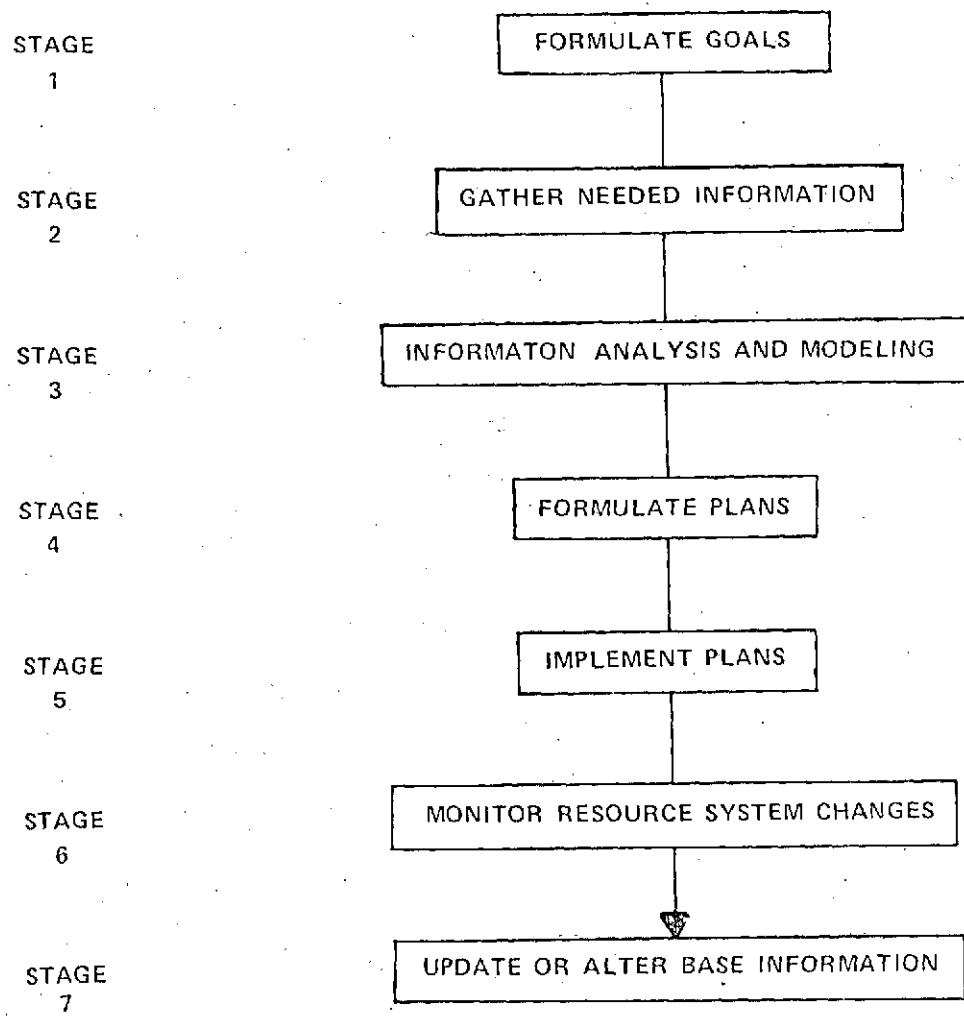 STAGE
1
FORMULATE GOALS
STAGE
2
GATHER NEEDED INFORMATION
STAGE
3
INFORMATON ANALYSIS AND MODELING
STAGE
4
FORMULATE PLANS
STAGE
5
IMPLEMENT PLANS
STAGE
6
MONITOR RESOURCE SYSTEM CHANGES
STAGE
7
UPDATE OR ALTER BASE INFORMATION